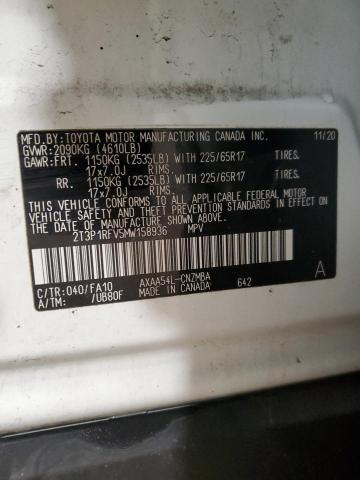 MFD.BY:TOYOTA MOTOR MANUFACTURING CANADA INC. 11/20
GVWR:2090KG (4610LB)
GAWR:FRT. 1150KG (2535LB) WITH 225/65R17 TIRES.
17x7.0J RIMS.
RR. 1150KG (2535LB) WITH 225/65R17 TIRES.
17x7.0J RIMS.
THIS VEHICLE CONFORMS TO ALL APPLICABLE FEDERAL MOTOR
VEHICLE SAFETY STANDARDS IN EFFECT ON THE DATE OF
MANUFACTURE SHOWN ABOVE.
2T3P1RFV5MW158936 MPV
C/TR:040/FA10 AXAA54L-CNZMBA 642 A
A/TM: /UB80F MADE IN CANADA